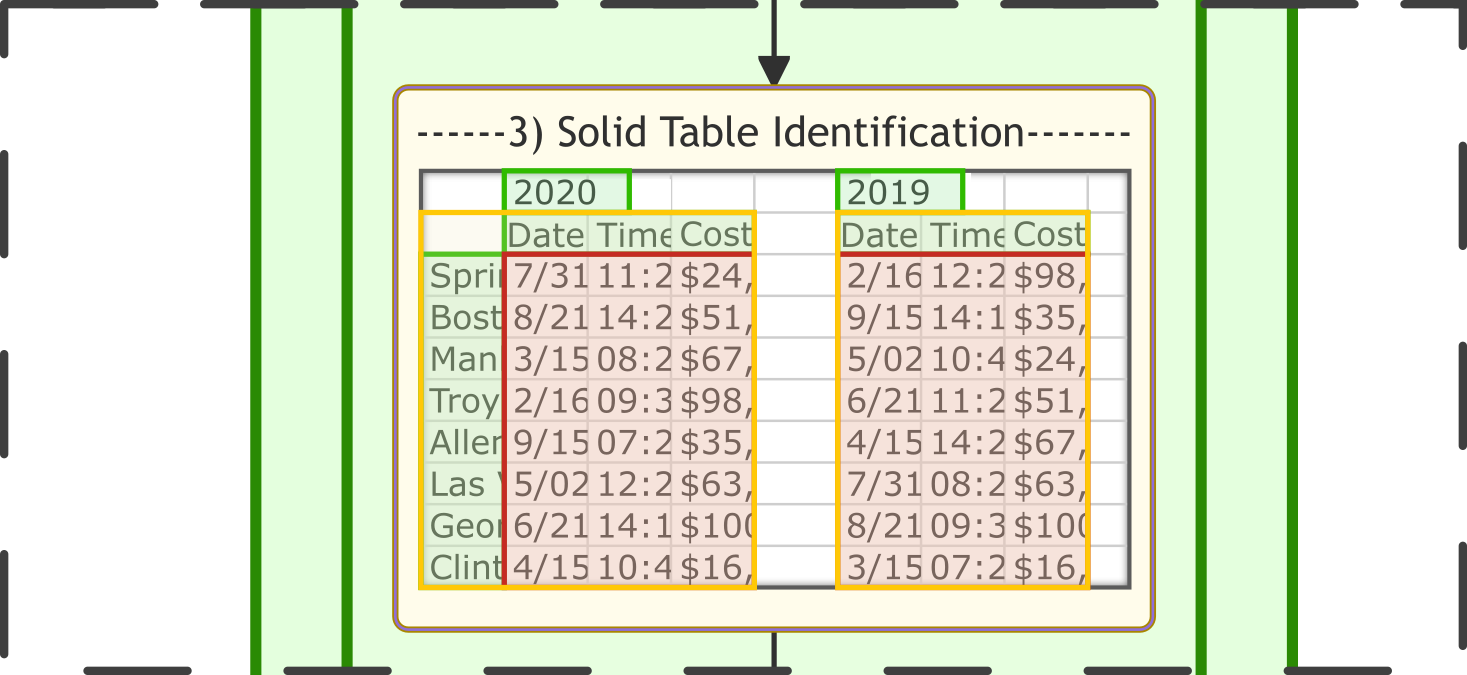 ------3) Solid Table Identification-------
2020 2019
Date Time Cost Date Time Cost
Sprin 7/31 11:2 $24, 2/16 12:2 $98,
Bost 8/21 14:2 $51, 9/15 14:1 $35,
Man 3/15 08:2 $67, 5/02 10:4 $24,
Troy 2/16 09:3 $98, 6/21 11:2 $51,
Aller 9/15 07:2 $35, 4/15 14:2 $67,
Las 5/02 12:2 $63, 7/31 08:2 $63,
Geor 6/21 14:1 $100 8/21 09:3 $100
Clint 4/15 10:4 $16, 3/15 07:2 $16,